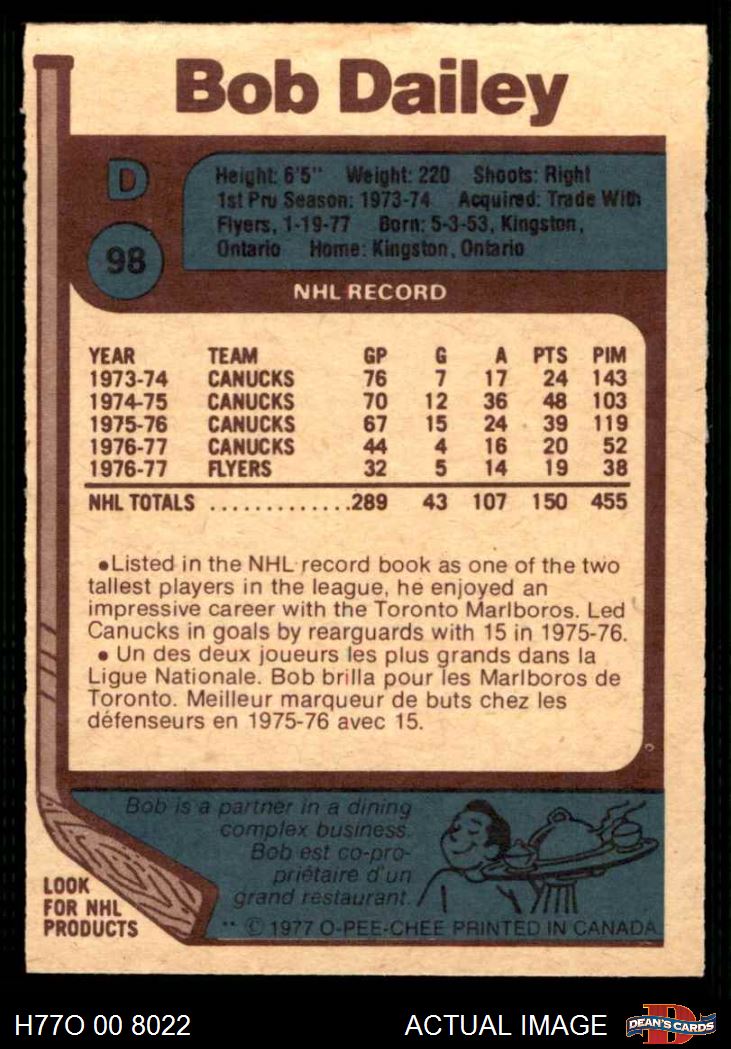 Bob Dailey
D
98
Height: 6'5" Weight: 220 Shoots: Right
1st Pro Season: 1973-74 Acquired: Trade With
Flyers, 1-19-77 Born: 5-3-53, Kingston,
Ontario Home: Kingston, Ontario
NHL RECORD
YEAR TEAM GP G A PTS PIM
1973-74 CANUCKS 76 7 17 24 143
1974-75 CANUCKS 70 12 36 48 103
1975-76 CANUCKS 67 15 24 39 119
1976-77 CANUCKS 44 4 16 20 52
1976-77 FLYERS 32 5 14 19 38
NHL TOTALS .............289 43 107 150 455
•Listed in the NHL record book as one of the two
tallest players in the league, he enjoyed an
impressive career with the Toronto Marlboros. Led
Canucks in goals by rearguards with 15 in 1975-76.
• Un des deux joueurs les plus grands dans la
Ligue Nationale. Bob brilla pour les Marlboros de
Toronto. Meilleur marqueur de buts chez les
défenseurs en 1975-76 avec 15.
Bob is a partner in a dining
complex business.
Bob est co-pro-
priétaire d'un
grand restaurant.
LOOK
FOR NHL
PRODUCTS
** © 1977 O-PEE-CHEE PRINTED IN CANADA
H77O 00 8022
ACTUAL IMAGE
D
DEAN'S CARDS